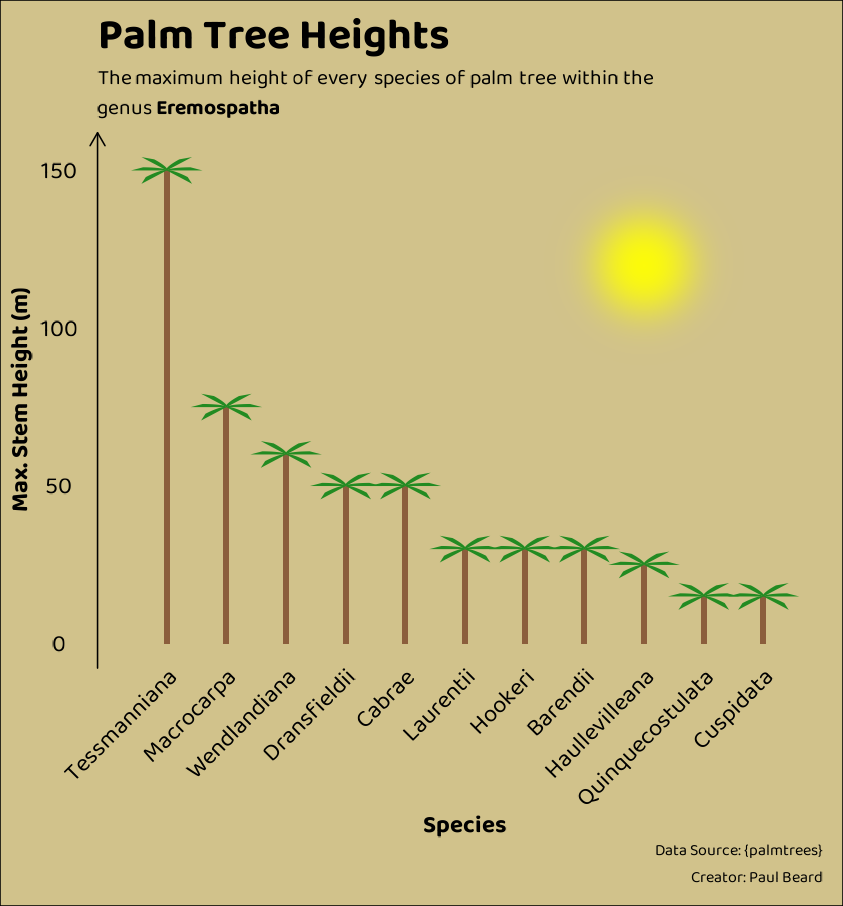 Palm Tree Heights
The maximum height of every species of palm tree within the
genus Eremospatha
150
100
50
0
Max. Stem Height (m)
Tessmanniana
Macrocarpa
Wendlandiana
Dransfieldii
Cabrae
Laurentii
Hookeri
Barendii
Haullevilleana
Quinquecostulata
Cuspidata
Species
Data Source: {palmtrees}
Creator: Paul Beard